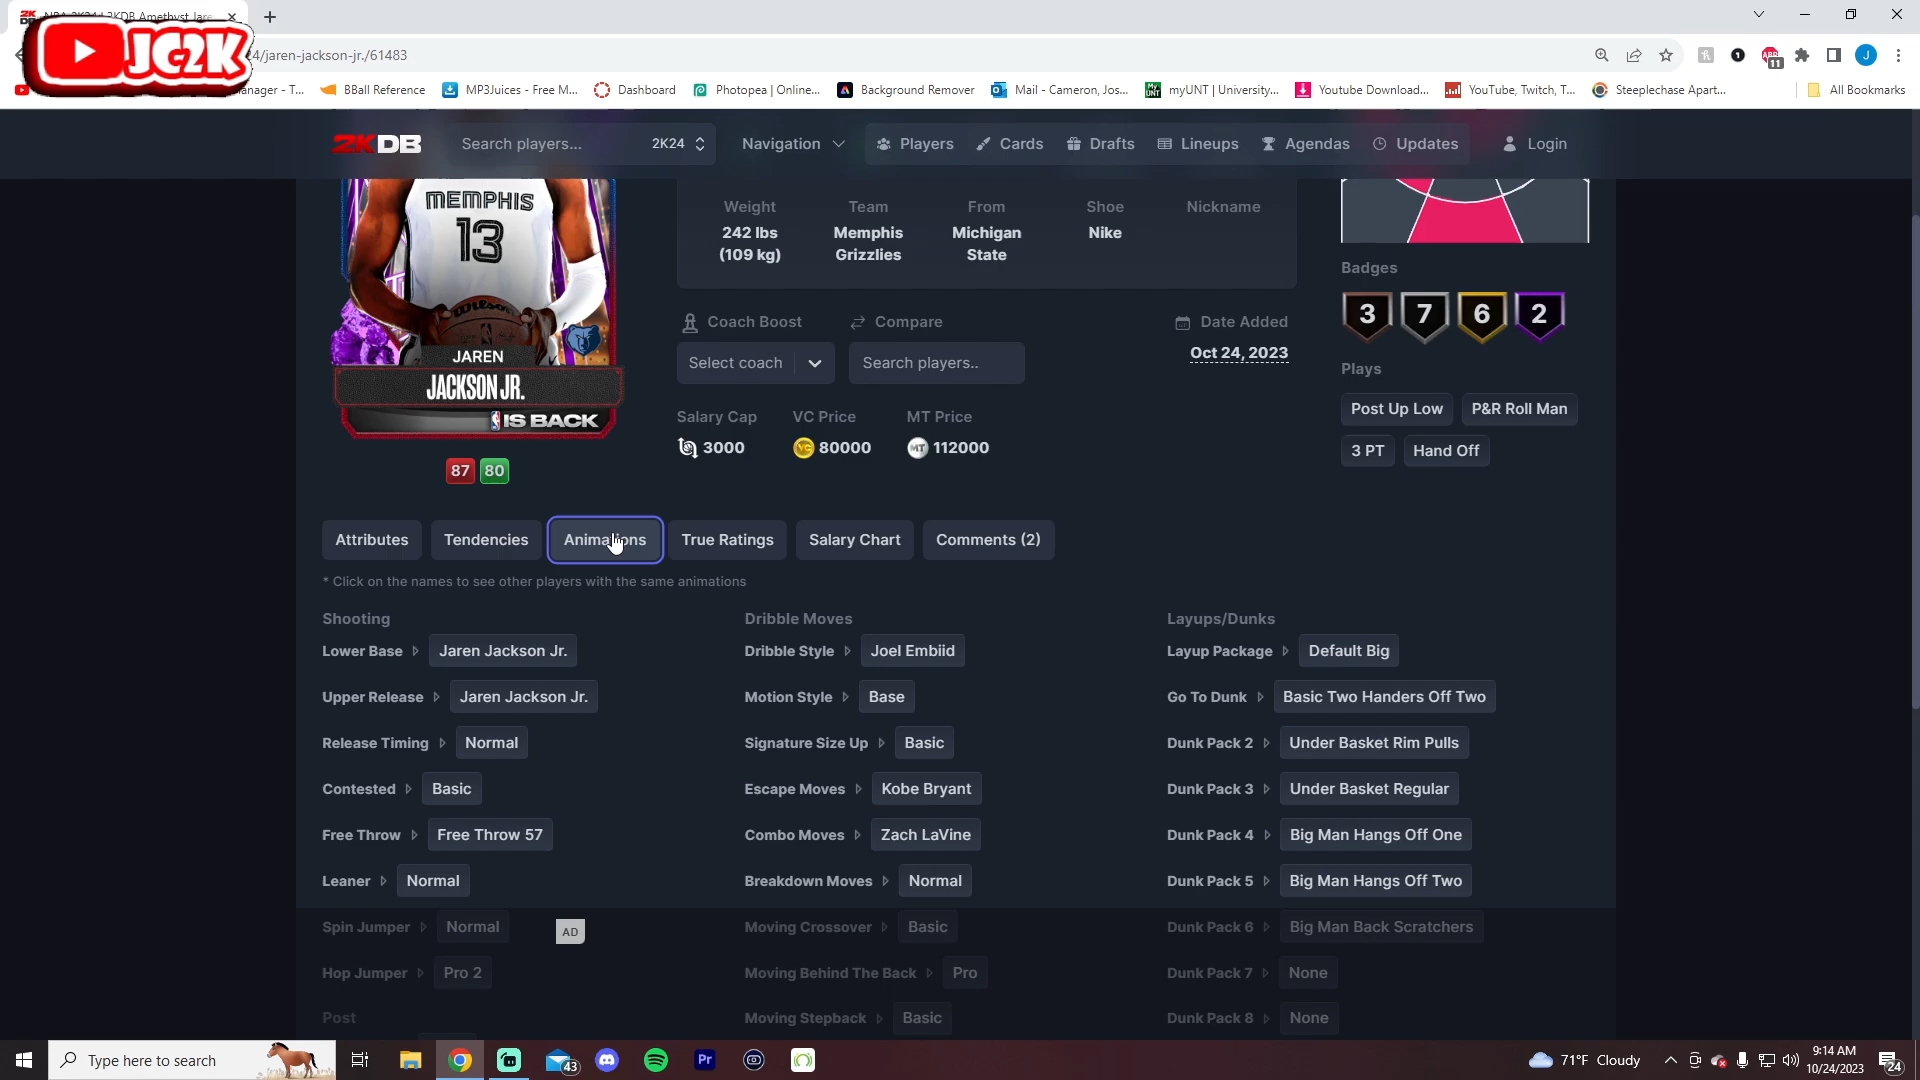 NBA 2K24 | 2KDB Amethyst Jare
JC2K
4/jaren-jackson-jr./61483
11
J
anager - T...
BBall Reference
MP3Juices - Free M...
Dashboard
Photopea | Online...
Background Remover
Mail - Cameron, Jos...
myUNT | University...
Youtube Download...
YouTube, Twitch, T...
Steeplechase Apart...
All Bookmarks
2KDB
Search players...
2K24
Navigation
Players
Cards
Drafts
Lineups
Agendas
Updates
Login
MEMPHIS
13
JAREN
JACKSON JR.
IS BACK
87 80
Weight
242 lbs
(109 kg)
Team
Memphis
Grizzlies
From
Michigan
State
Shoe
Nike
Nickname
Coach Boost
Select coach
Compare
Search players..
Date Added
Oct 24, 2023
Salary Cap
3000
VC Price
VC 80000
MT Price
MT 112000
Badges
3 7 6 2
Plays
Post Up Low
P&R Roll Man
3 PT
Hand Off
Attributes
Tendencies
Animations
True Ratings
Salary Chart
Comments (2)
* Click on the names to see other players with the same animations
Shooting
Lower Base Jaren Jackson Jr.
Upper Release Jaren Jackson Jr.
Release Timing Normal
Contested Basic
Free Throw Free Throw 57
Leaner Normal
Spin Jumper Normal
AD
Hop Jumper Pro 2
Post
Dribble Moves
Dribble Style Joel Embiid
Motion Style Base
Signature Size Up Basic
Escape Moves Kobe Bryant
Combo Moves Zach LaVine
Breakdown Moves Normal
Moving Crossover Basic
Moving Behind The Back Pro
Moving Stepback Basic
Layups/Dunks
Layup Package Default Big
Go To Dunk Basic Two Handers Off Two
Dunk Pack 2 Under Basket Rim Pulls
Dunk Pack 3 Under Basket Regular
Dunk Pack 4 Big Man Hangs Off One
Dunk Pack 5 Big Man Hangs Off Two
Dunk Pack 6 Big Man Back Scratchers
Dunk Pack 7 None
Dunk Pack 8 None
Type here to search
43
Pr
71°F Cloudy
9:14 AM
10/24/2023
24